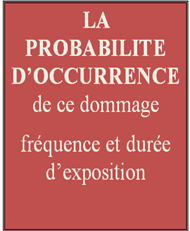 LA
PROBABILITE
D'OCCURRENCE
de ce dommage
fréquence et durée
d'exposition